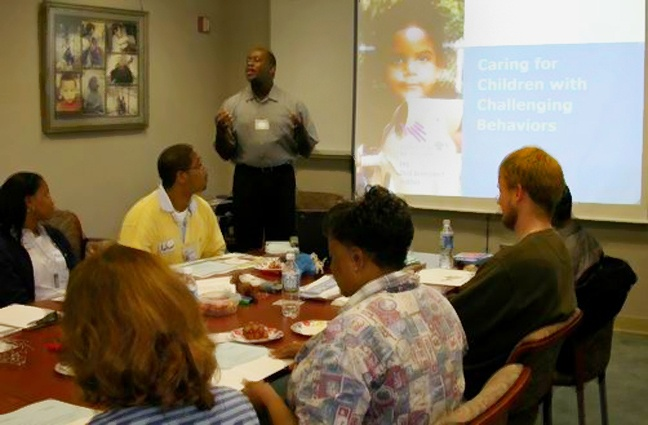 Caring for
Children with
Challenging
Behaviors